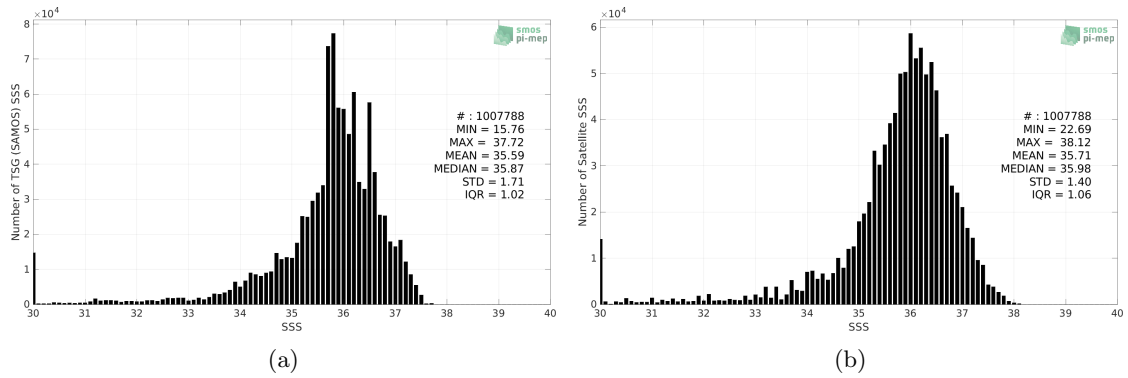 ×10⁴
8
7
6
5
4
3
2
1
0
Number of TSG (SAMOS) SSS
smos
pi-mep
# : 1007788
MIN = 15.76
MAX = 37.72
MEAN = 35.59
MEDIAN = 35.87
STD = 1.71
IQR = 1.02
30 31 32 33 34 35 36 37 38 39 40
SSS
(a)
×10⁴
6
5
4
3
2
1
0
Number of Satellite SSS
smos
pi-mep
# : 1007788
MIN = 22.69
MAX = 38.12
MEAN = 35.71
MEDIAN = 35.98
STD = 1.40
IQR = 1.06
30 31 32 33 34 35 36 37 38 39 40
SSS
(b)